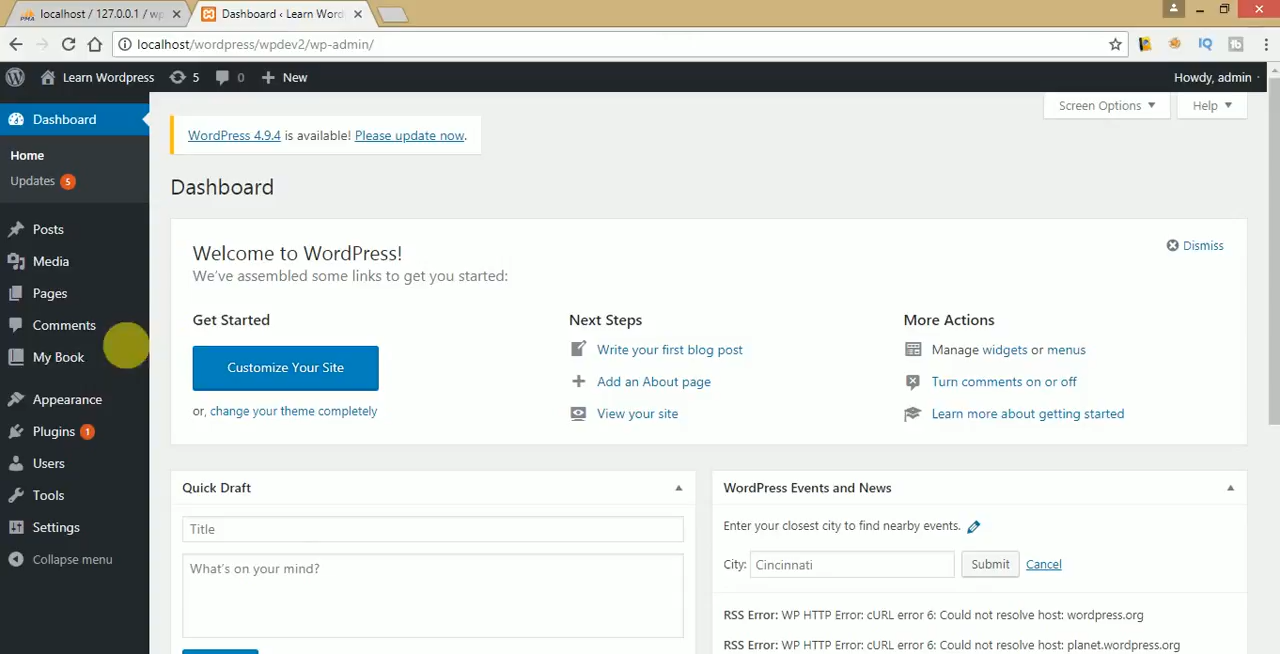 localhost / 127.0.0.1 / wp
Dashboard ‹ Learn Word
localhost/wordpress/wpdev2/wp-admin/
Learn Wordpress 5 0 New
Howdy, admin
Dashboard
Home
Updates 5
Posts
Media
Pages
Comments
My Book
Appearance
Plugins 1
Users
Tools
Settings
Collapse menu
Screen Options
Help
WordPress 4.9.4 is available! Please update now.
Dashboard
Welcome to WordPress!
We've assembled some links to get you started:
Dismiss
Get Started
Customize Your Site
or, change your theme completely
Next Steps
Write your first blog post
Add an About page
View your site
More Actions
Manage widgets or menus
Turn comments on or off
Learn more about getting started
Quick Draft
Title
What's on your mind?
WordPress Events and News
Enter your closest city to find nearby events.
City: Cincinnati Submit Cancel
RSS Error: WP HTTP Error: cURL error 6: Could not resolve host: wordpress.org
RSS Error: WP HTTP Error: cURL error 6: Could not resolve host: planet.wordpress.org